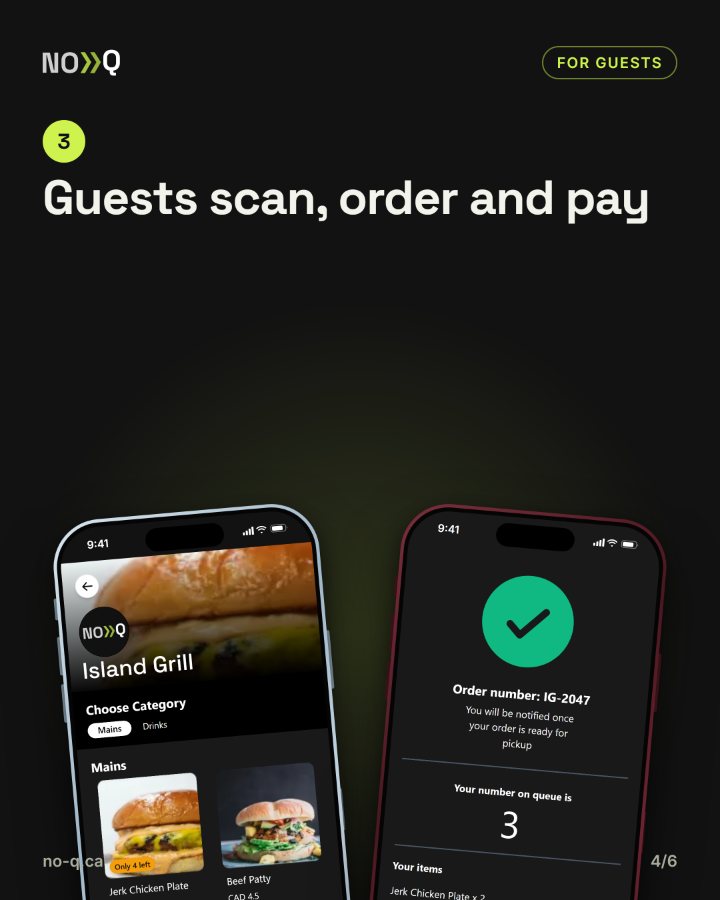 NO»Q
FOR GUESTS
3
Guests scan, order and pay
9:41
NO»Q
Island Grill
Choose Category
Mains
Drinks
Mains
Only 4 left
Jerk Chicken Plate
Beef Patty
CAD 4.5
9:41
Order number: IG-2047
You will be notified once
your order is ready for
pickup
Your number on queue is
3
Your items
Jerk Chicken Plate x 2
no-q.ca
4/6